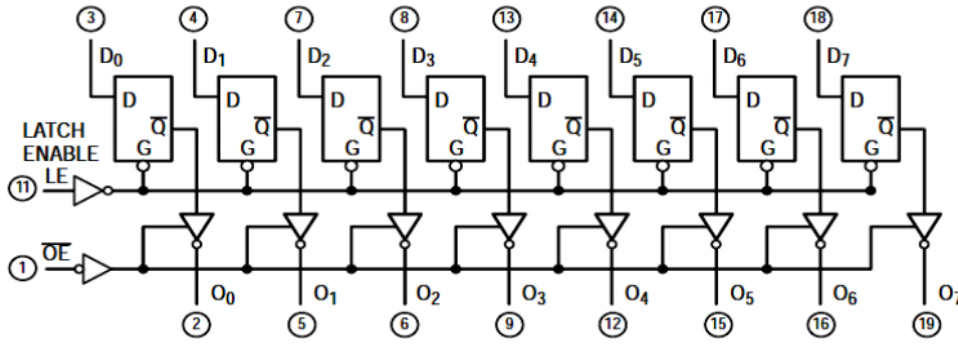 3 4 7 8 13 14 17 18
D0 D1 D2 D3 D4 D5 D6 D7
D D D D D D D D
Q̅ Q̅ Q̅ Q̅ Q̅ Q̅ Q̅ Q̅
G G G G G G G G
LATCH
ENABLE
11 LE
O̅E̅
1
O0 O1 O2 O3 O4 O5 O6 O7
2 5 6 9 12 15 16 19